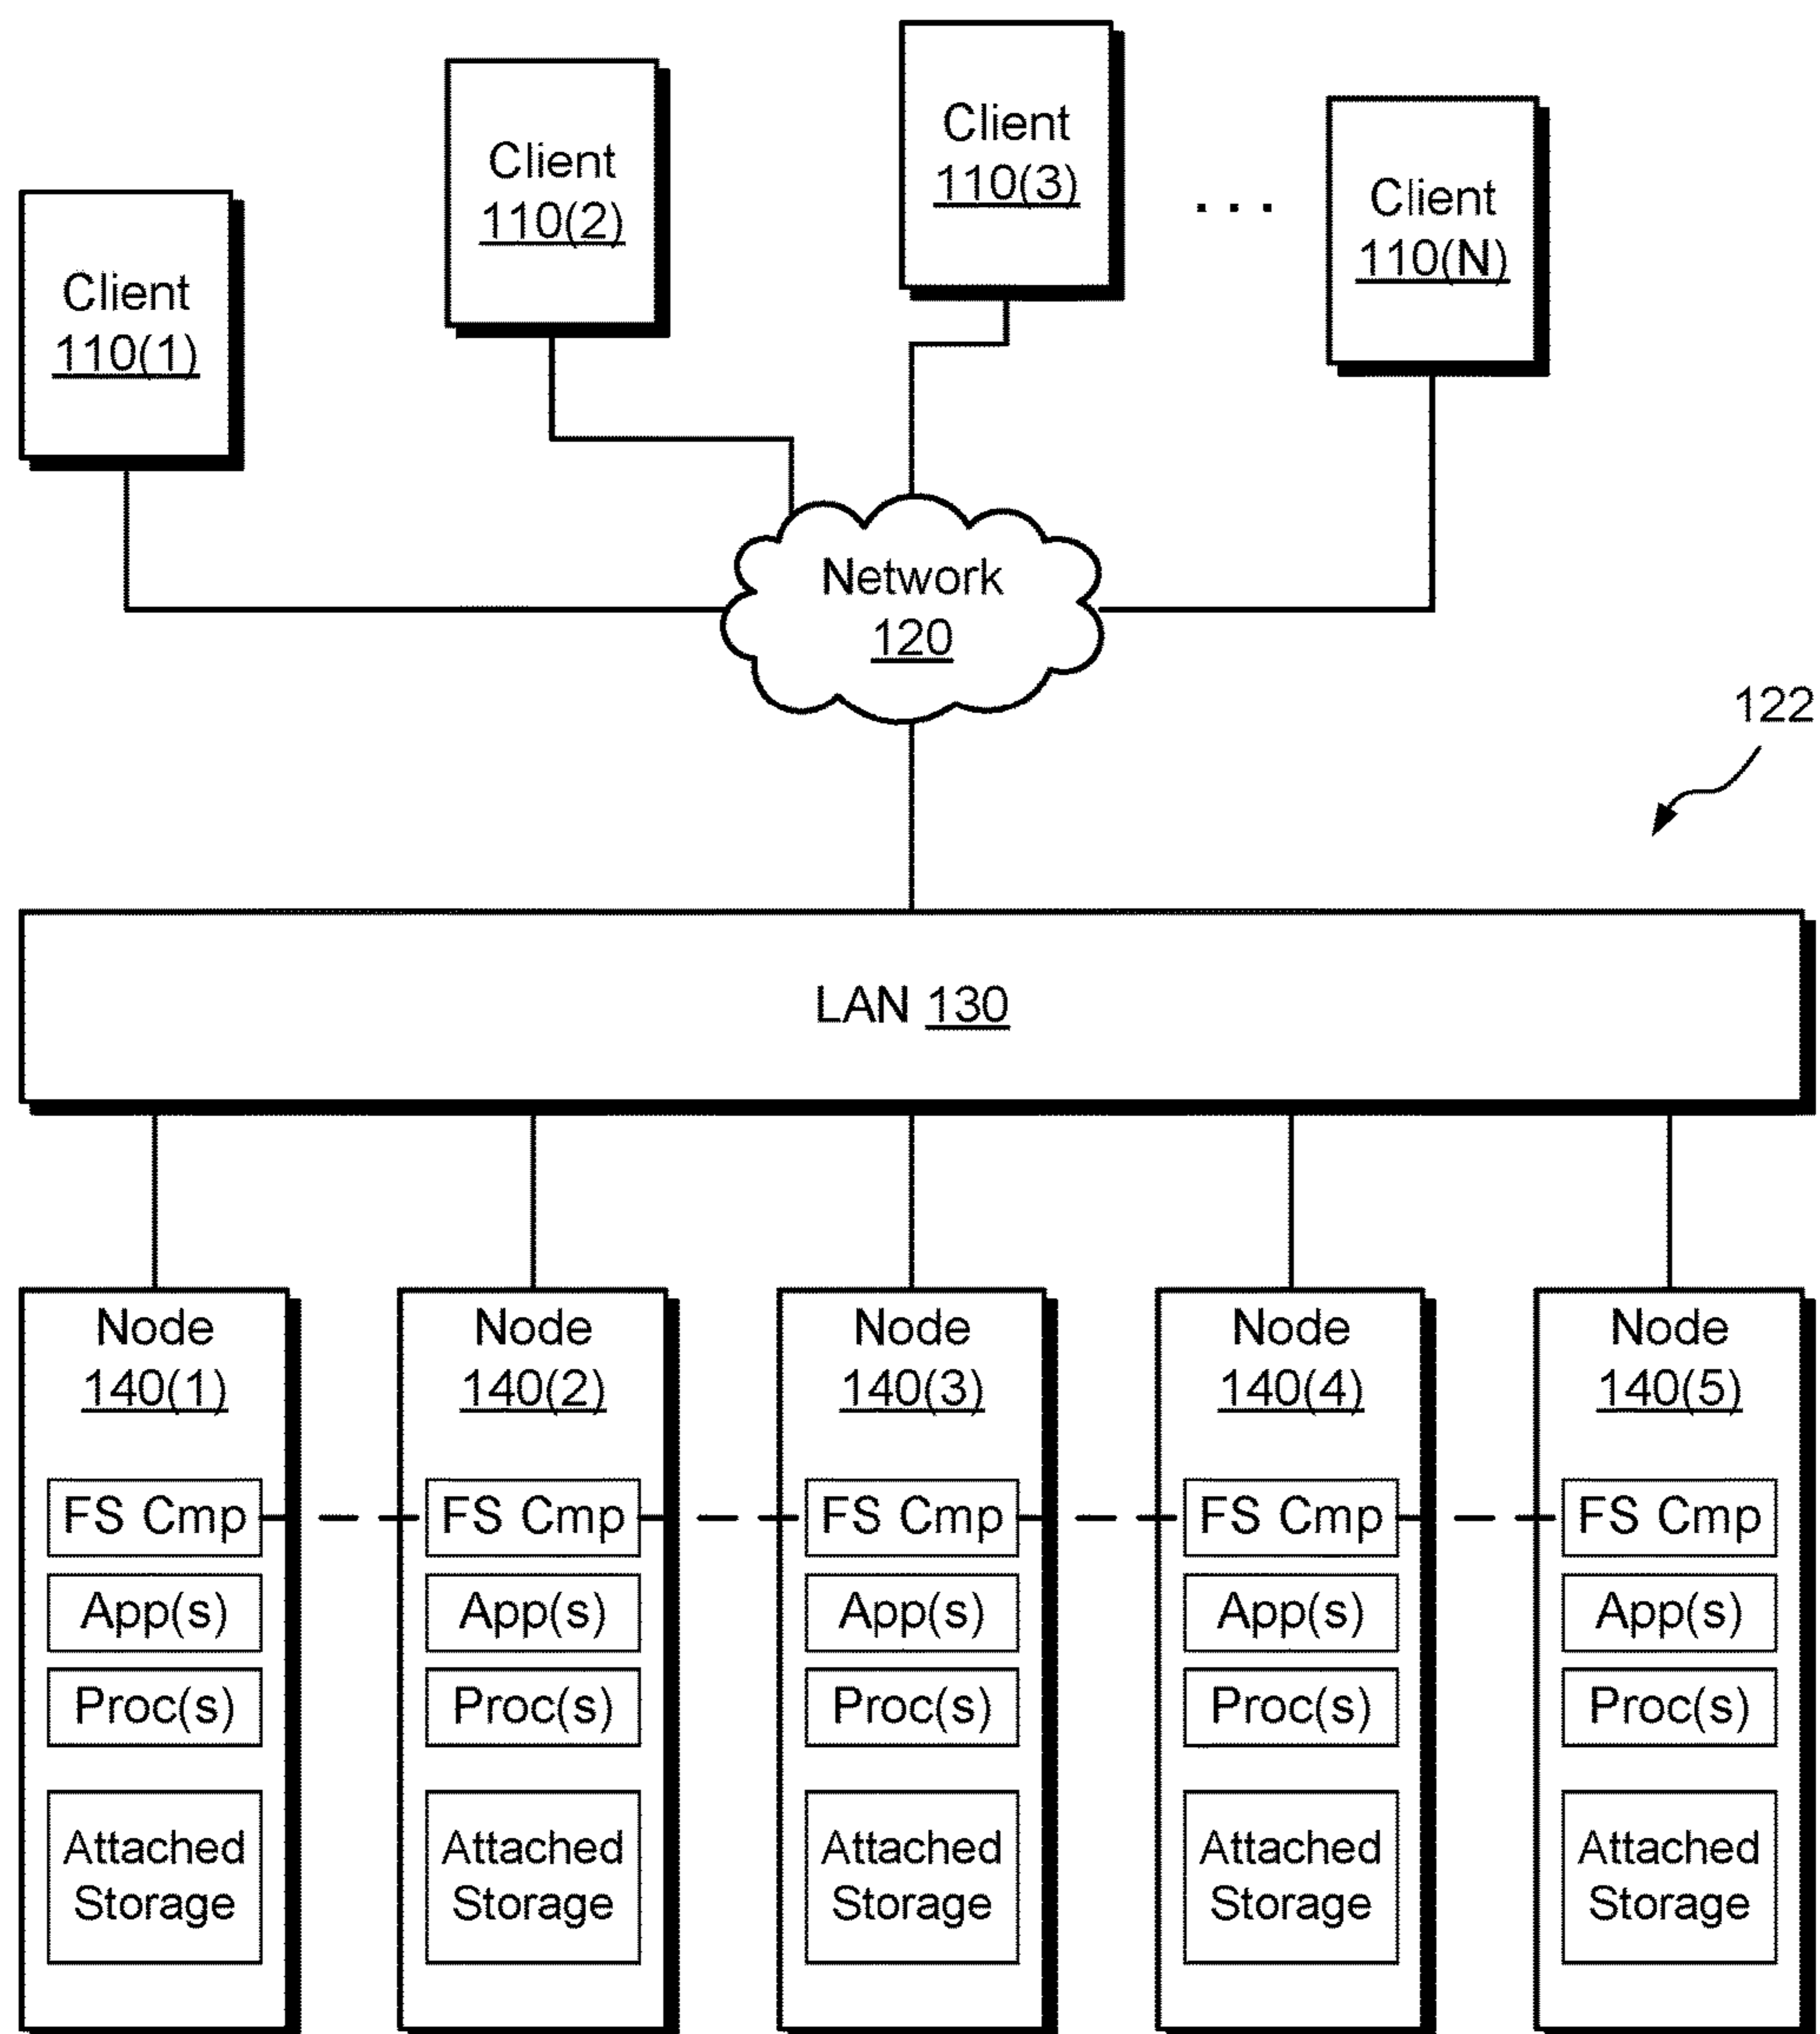 Client
110(1)
Client
110(2)
Client
110(3)
. . .
Client
110(N)
Network
120
122
LAN 130
Node
140(1)
FS Cmp
App(s)
Proc(s)
Attached
Storage
Node
140(2)
FS Cmp
App(s)
Proc(s)
Attached
Storage
Node
140(3)
FS Cmp
App(s)
Proc(s)
Attached
Storage
Node
140(4)
FS Cmp
App(s)
Proc(s)
Attached
Storage
Node
140(5)
FS Cmp
App(s)
Proc(s)
Attached
Storage